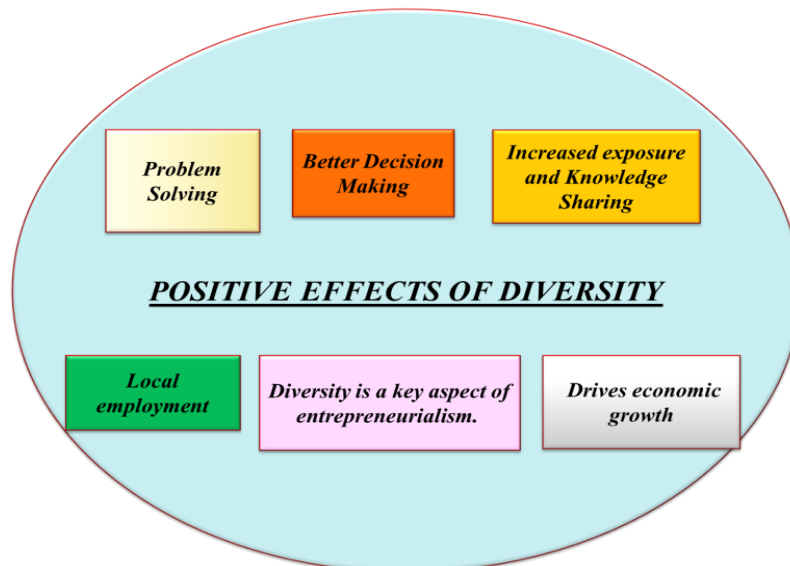 Problem
Solving
Better Decision
Making
Increased exposure
and Knowledge
Sharing
POSITIVE EFFECTS OF DIVERSITY
Local
employment
Diversity is a key aspect of
entrepreneurialism.
Drives economic
growth